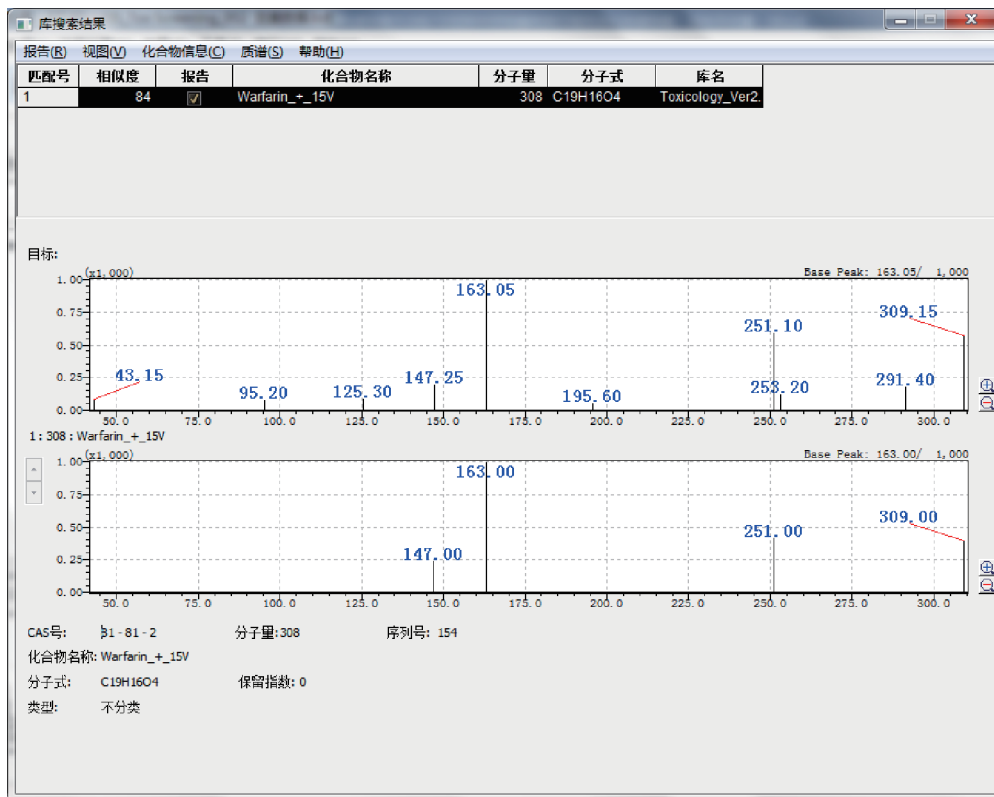 库搜索结果
报告(R) 视图(V) 化合物信息(C) 质谱(S) 帮助(H)
匹配号 相似度 报告 化合物名称 分子量 分子式 库名
1 84 Warfarin_+_15V 308 C19H16O4 Toxicology_Ver2.
目标:
(x1,000) Base Peak: 163.05/ 1,000
1.00
0.75
0.50
0.25
0.00
43.15 95.20 125.30 147.25 163.05 195.60 251.10 253.20 291.40 309.15
50.0 75.0 100.0 125.0 150.0 175.0 200.0 225.0 250.0 275.0 300.0
1:308:Warfarin_+_15V
(x1,000) Base Peak: 163.00/ 1,000
1.00
0.75
0.50
0.25
0.00
147.00 163.00 251.00 309.00
50.0 75.0 100.0 125.0 150.0 175.0 200.0 225.0 250.0 275.0 300.0
CAS号: 81-81-2 分子量:308 序列号: 154
化合物名称: Warfarin_+_15V
分子式: C19H16O4 保留指数: 0
类型: 不分类